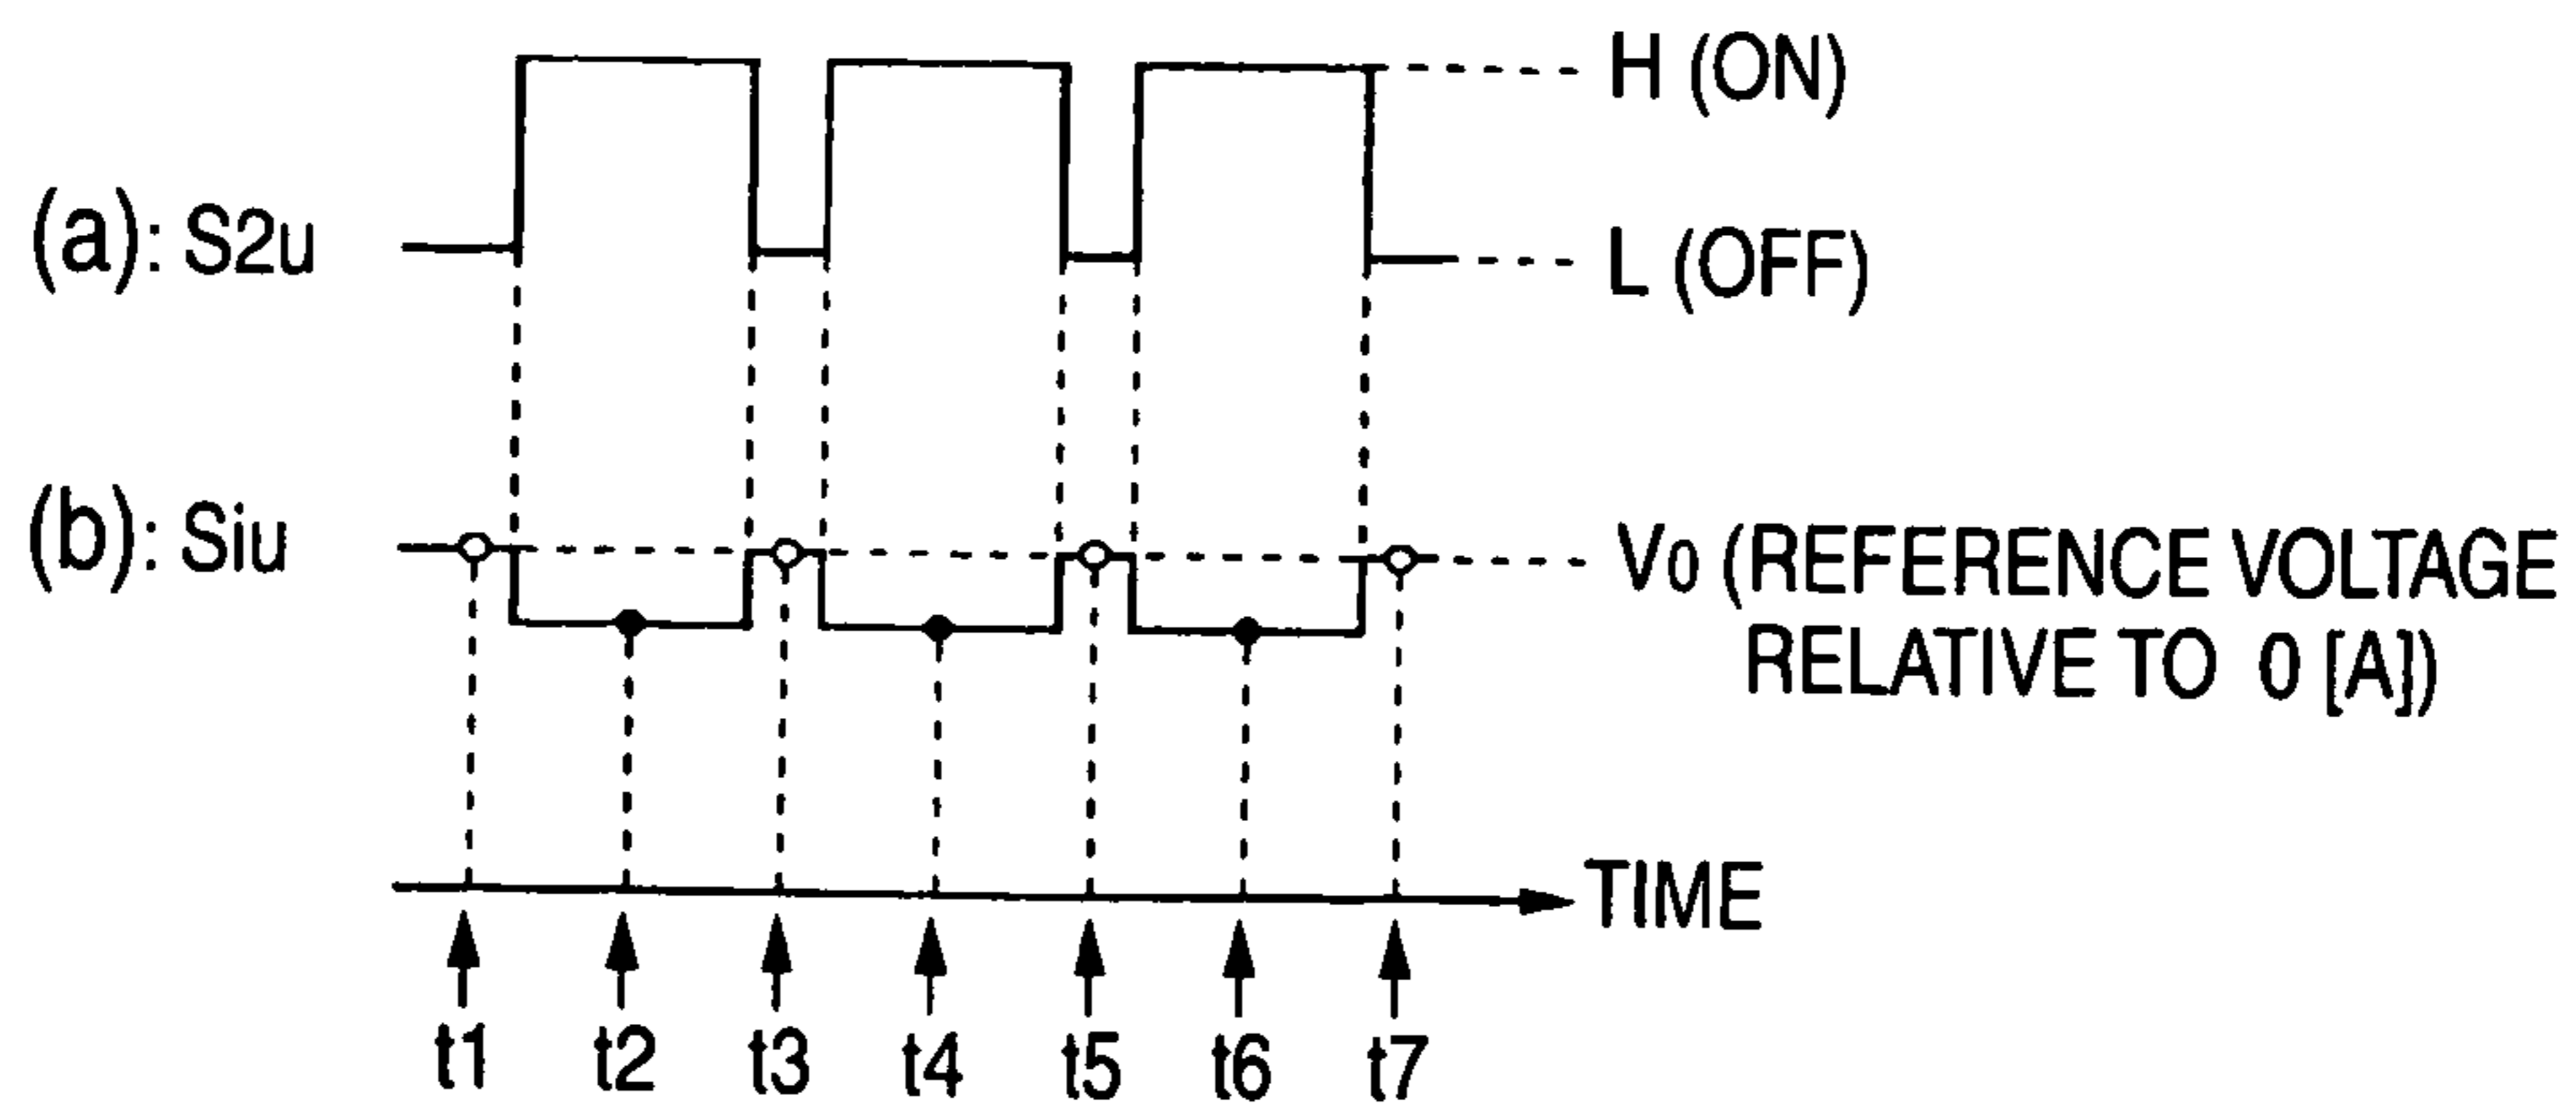 H (ON)
(a): S2u
L (OFF)
(b): Siu
V0 (REFERENCE VOLTAGE
RELATIVE TO 0 [A])
TIME
t1 t2 t3 t4 t5 t6 t7